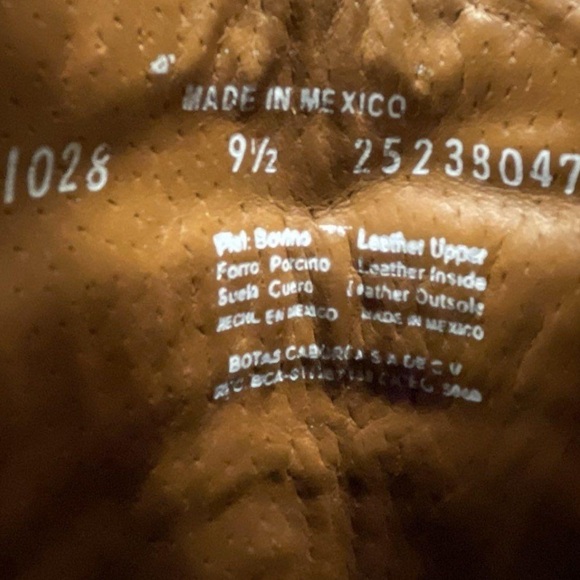 MADE IN MEXICO
1028 9½ 25238047
Piel: Bovino Leather Upper
Forro Porcino Leather Inside
Suela Cuero Leather Outsole
HECHO EN MEXICO MADE IN MEXICO
BOTAS CABORCA S A DE C V